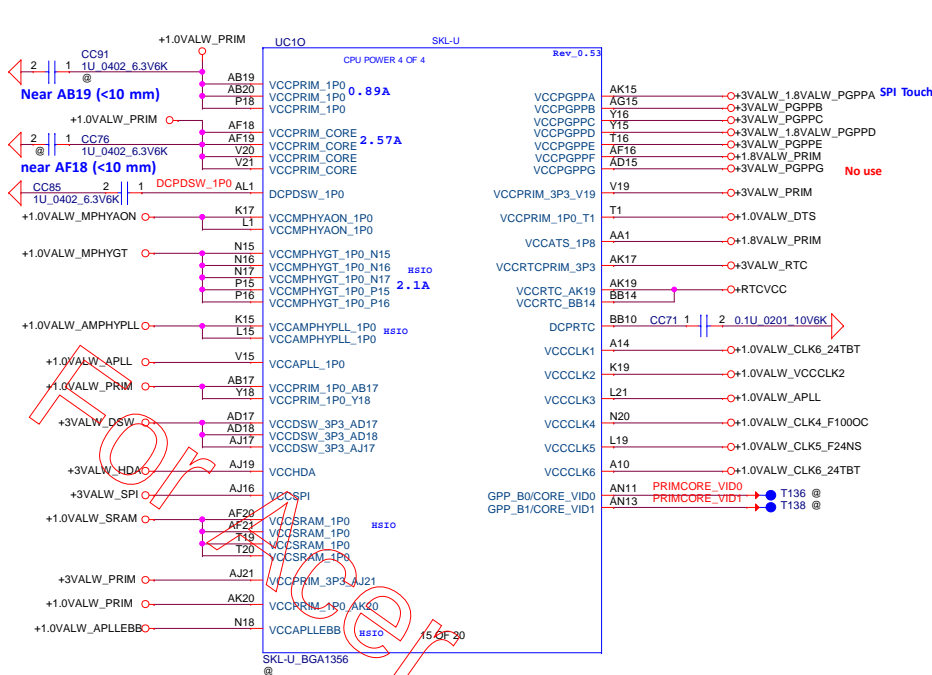 +1.0VALW_PRIM
UC1O
SKL-U
Rev_0.53
CPU POWER 4 OF 4
CC91
2 1 1U_0402_6.3V6K
@
Near AB19 (<10 mm)
AB19 VCCPRIM_1P0
AB20 VCCPRIM_1P0 0.89A
P18 VCCPRIM_1P0
+1.0VALW_PRIM
CC76
2 1 1U_0402_6.3V6K
@
near AF18 (<10 mm)
AF18 VCCPRIM_CORE
AF19 VCCPRIM_CORE 2.57A
V20 VCCPRIM_CORE
V21 VCCPRIM_CORE
CC85 2 1 DCPDSW_1P0 AL1 DCPDSW_1P0
1U_0402_6.3V6K
+1.0VALW_MPHYAON K17 VCCMPHYAON_1P0
L1 VCCMPHYAON_1P0
+1.0VALW_MPHYGT N15 VCCMPHYGT_1P0_N15
N16 VCCMPHYGT_1P0_N16 HSIO
N17 VCCMPHYGT_1P0_N17 2.1A
P15 VCCMPHYGT_1P0_P15
P16 VCCMPHYGT_1P0_P16
+1.0VALW_AMPHYPLL K15 VCCAMPHYPLL_1P0 HSIO
L15 VCCAMPHYPLL_1P0
+1.0VALW_APLL V15 VCCAPLL_1P0
+1.0VALW_PRIM AB17 VCCPRIM_1P0_AB17
Y18 VCCPRIM_1P0_Y18
+3VALW_DSW AD17 VCCDSW_3P3_AD17
AD18 VCCDSW_3P3_AD18
AJ17 VCCDSW_3P3_AJ17
+3VALW_HDA AJ19 VCCHDA
+3VALW_SPI AJ16 VCCSPI
+1.0VALW_SRAM AF20 VCCSRAM_1P0
AF21 VCCSRAM_1P0 HSIO
T19 VCCSRAM_1P0
T20 VCCSRAM_1P0
+3VALW_PRIM AJ21 VCCPRIM_3P3_AJ21
+1.0VALW_PRIM AK20 VCCPRIM_1P0_AK20
+1.0VALW_APLLEBB N18 VCCAPLLEBB HSIO
15 OF 20
SKL-U_BGA1356
@
VCCPGPPA AK15 +3VALW_1.8VALW_PGPPA SPI Touch
VCCPGPPB AG15 +3VALW_PGPPB
VCCPGPPC Y16 +3VALW_PGPPC
VCCPGPPD Y15 +3VALW_1.8VALW_PGPPD
VCCPGPPE T16 +3VALW_PGPPE
VCCPGPPF AF16 +1.8VALW_PRIM
VCCPGPPG AD15 +3VALW_PGPPG No use
VCCPRIM_3P3_V19 V19 +3VALW_PRIM
VCCPRIM_1P0_T1 T1 +1.0VALW_DTS
VCCATS_1P8 AA1 +1.8VALW_PRIM
VCCRTCPRIM_3P3 AK17 +3VALW_RTC
VCCRTC_AK19 AK19 +RTCVCC
VCCRTC_BB14 BB14
DCPRTC BB10 CC71 1 2 0.1U_0201_10V6K
VCCCLK1 A14 +1.0VALW_CLK6_24TBT
VCCCLK2 K19 +1.0VALW_VCCCLK2
VCCCLK3 L21 +1.0VALW_APLL
VCCCLK4 N20 +1.0VALW_CLK4_F100OC
VCCCLK5 L19 +1.0VALW_CLK5_F24NS
VCCCLK6 A10 +1.0VALW_CLK6_24TBT
GPP_B0/CORE_VID0 AN11 PRIMCORE_VID0 T136 @
GPP_B1/CORE_VID1 AN13 PRIMCORE_VID1 T138 @